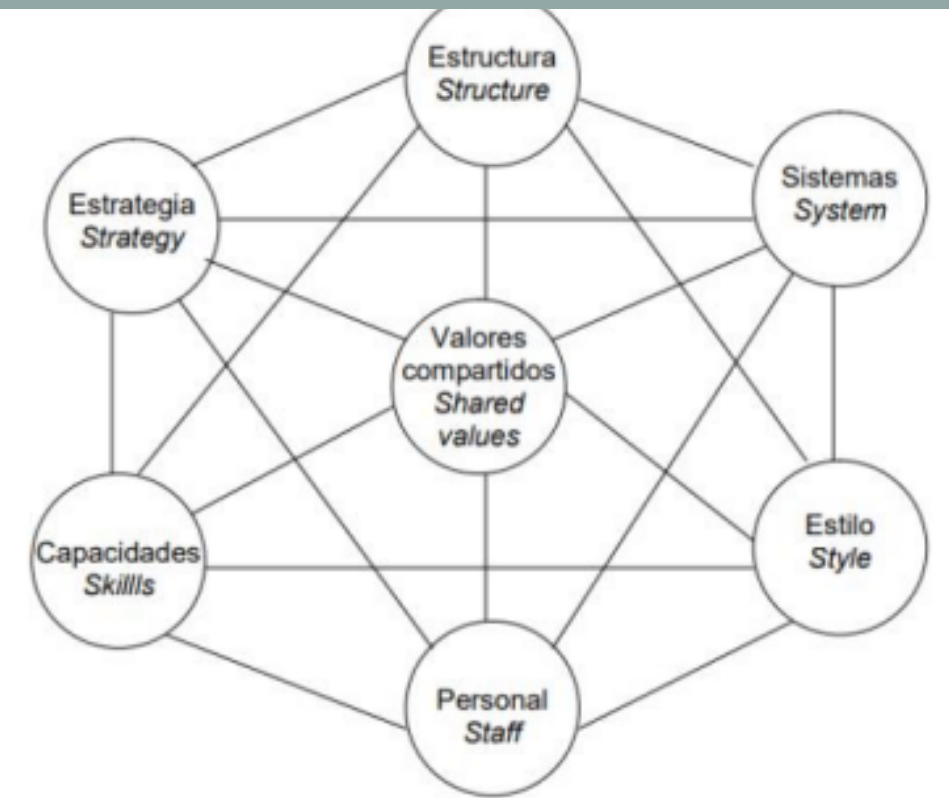 Estructura
Structure
Sistemas
System
Estrategia
Strategy
Valores
compartidos
Shared
values
Capacidades
Skillls
Estilo
Style
Personal
Staff